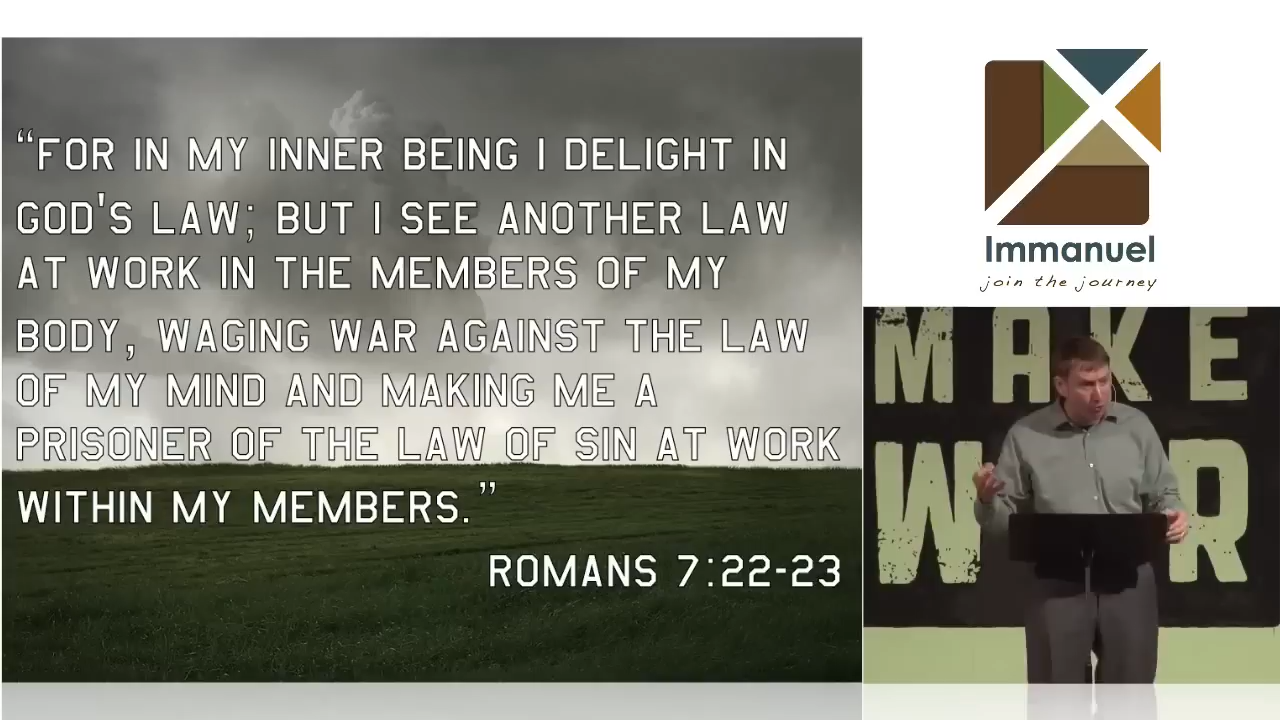 “FOR IN MY INNER BEING I DELIGHT IN
GOD'S LAW; BUT I SEE ANOTHER LAW
AT WORK IN THE MEMBERS OF MY
BODY, WAGING WAR AGAINST THE LAW
OF MY MIND AND MAKING ME A
PRISONER OF THE LAW OF SIN AT WORK
WITHIN MY MEMBERS.”
ROMANS 7:22-23
Immanuel
join the journey
MAKE
WAR